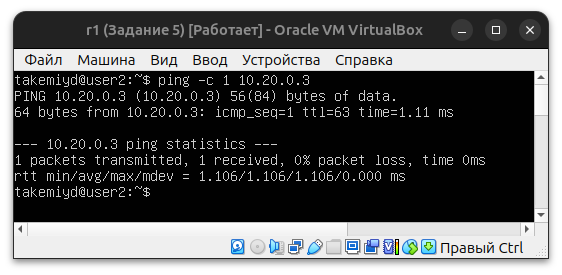 r1 (Задание 5) [Работает] - Oracle VM VirtualBox
Файл Машина Вид Ввод Устройства Справка
takemiyd@user2:~$ ping -c 1 10.20.0.3
PING 10.20.0.3 (10.20.0.3) 56(84) bytes of data.
64 bytes from 10.20.0.3: icmp_seq=1 ttl=63 time=1.11 ms
--- 10.20.0.3 ping statistics ---
1 packets transmitted, 1 received, 0% packet loss, time 0ms
rtt min/avg/max/mdev = 1.106/1.106/1.106/0.000 ms
takemiyd@user2:~$
Правый Ctrl